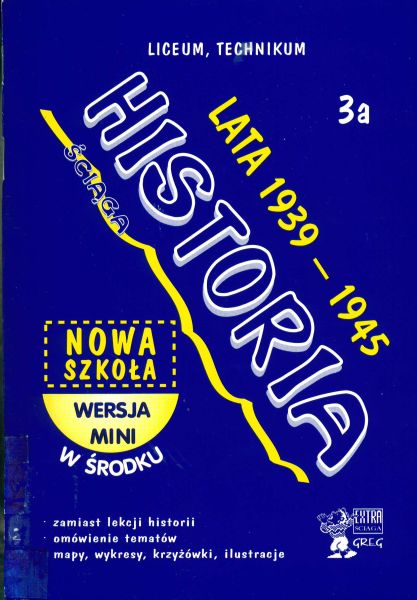 LICEUM, TECHNIKUM
3a
LATA 1939 – 1945
HISTORIA
ŚCIĄGA
NOWA
SZKOŁA
WERSJA
MINI
W ŚRODKU
· zamiast lekcji historii
· omówienie tematów
· mapy, wykresy, krzyżówki, ilustracje
EXTRA
ŚCIĄGA
GREG